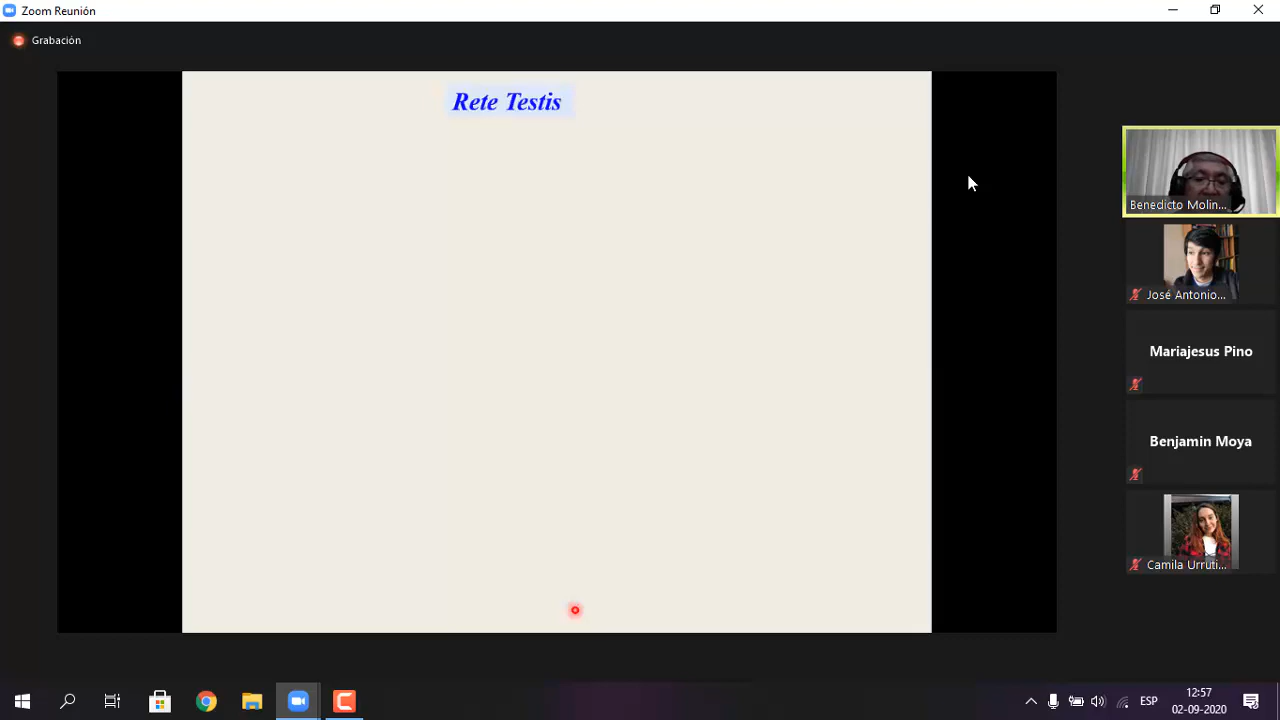 Zoom Reunión
Grabación
Rete Testis
Benedicto Molin...
José Antonio...
Mariajesus Pino
Benjamin Moya
Camila Urruti...
ESP
12:57
02-09-2020